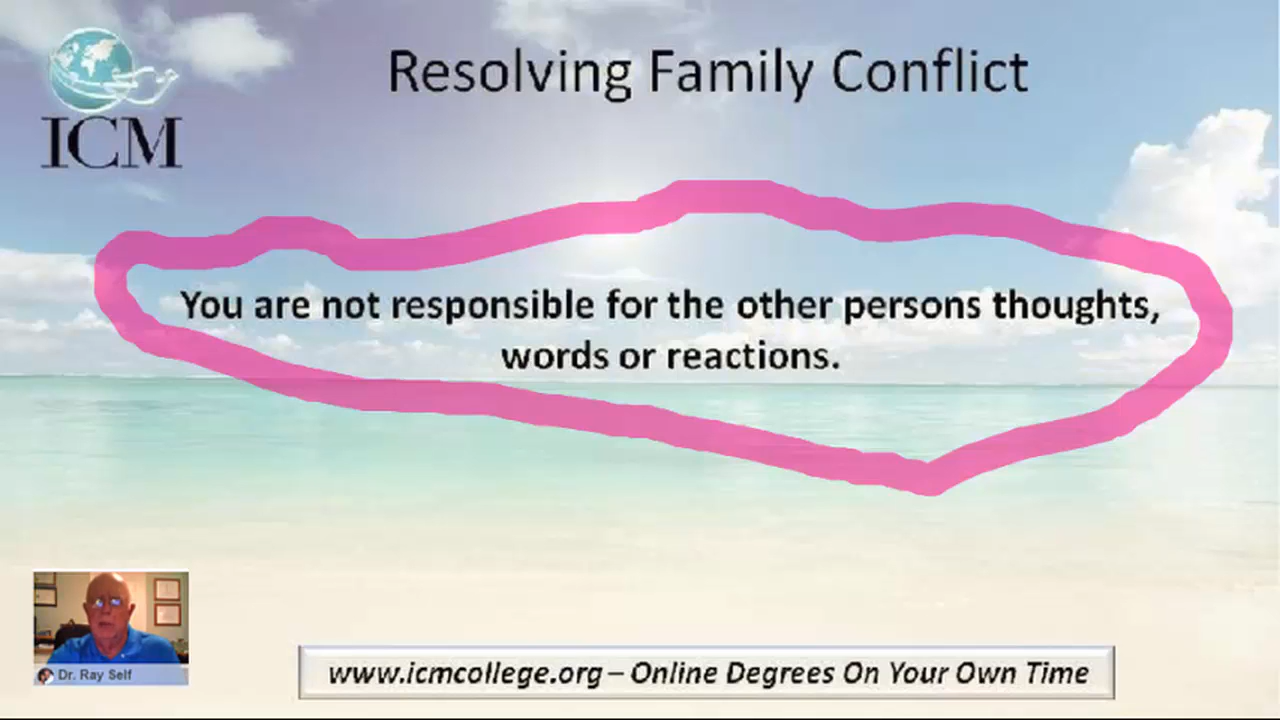 ICM
Resolving Family Conflict
You are not responsible for the other persons thoughts,
words or reactions.
Dr. Ray Self
www.icmcollege.org – Online Degrees On Your Own Time